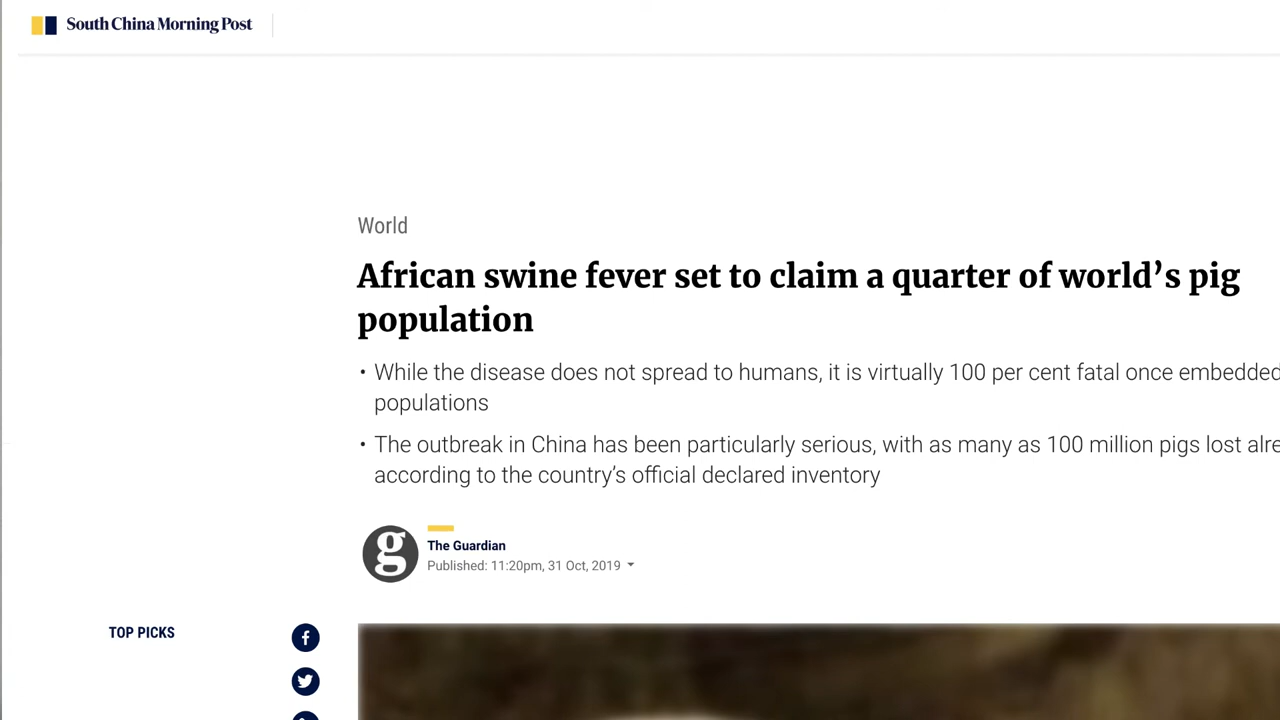 South China Morning Post
World
African swine fever set to claim a quarter of world's pig
population
• While the disease does not spread to humans, it is virtually 100 per cent fatal once embedded
populations
• The outbreak in China has been particularly serious, with as many as 100 million pigs lost
according to the country's official declared inventory
g
The Guardian
Published: 11:20pm, 31 Oct, 2019
TOP PICKS